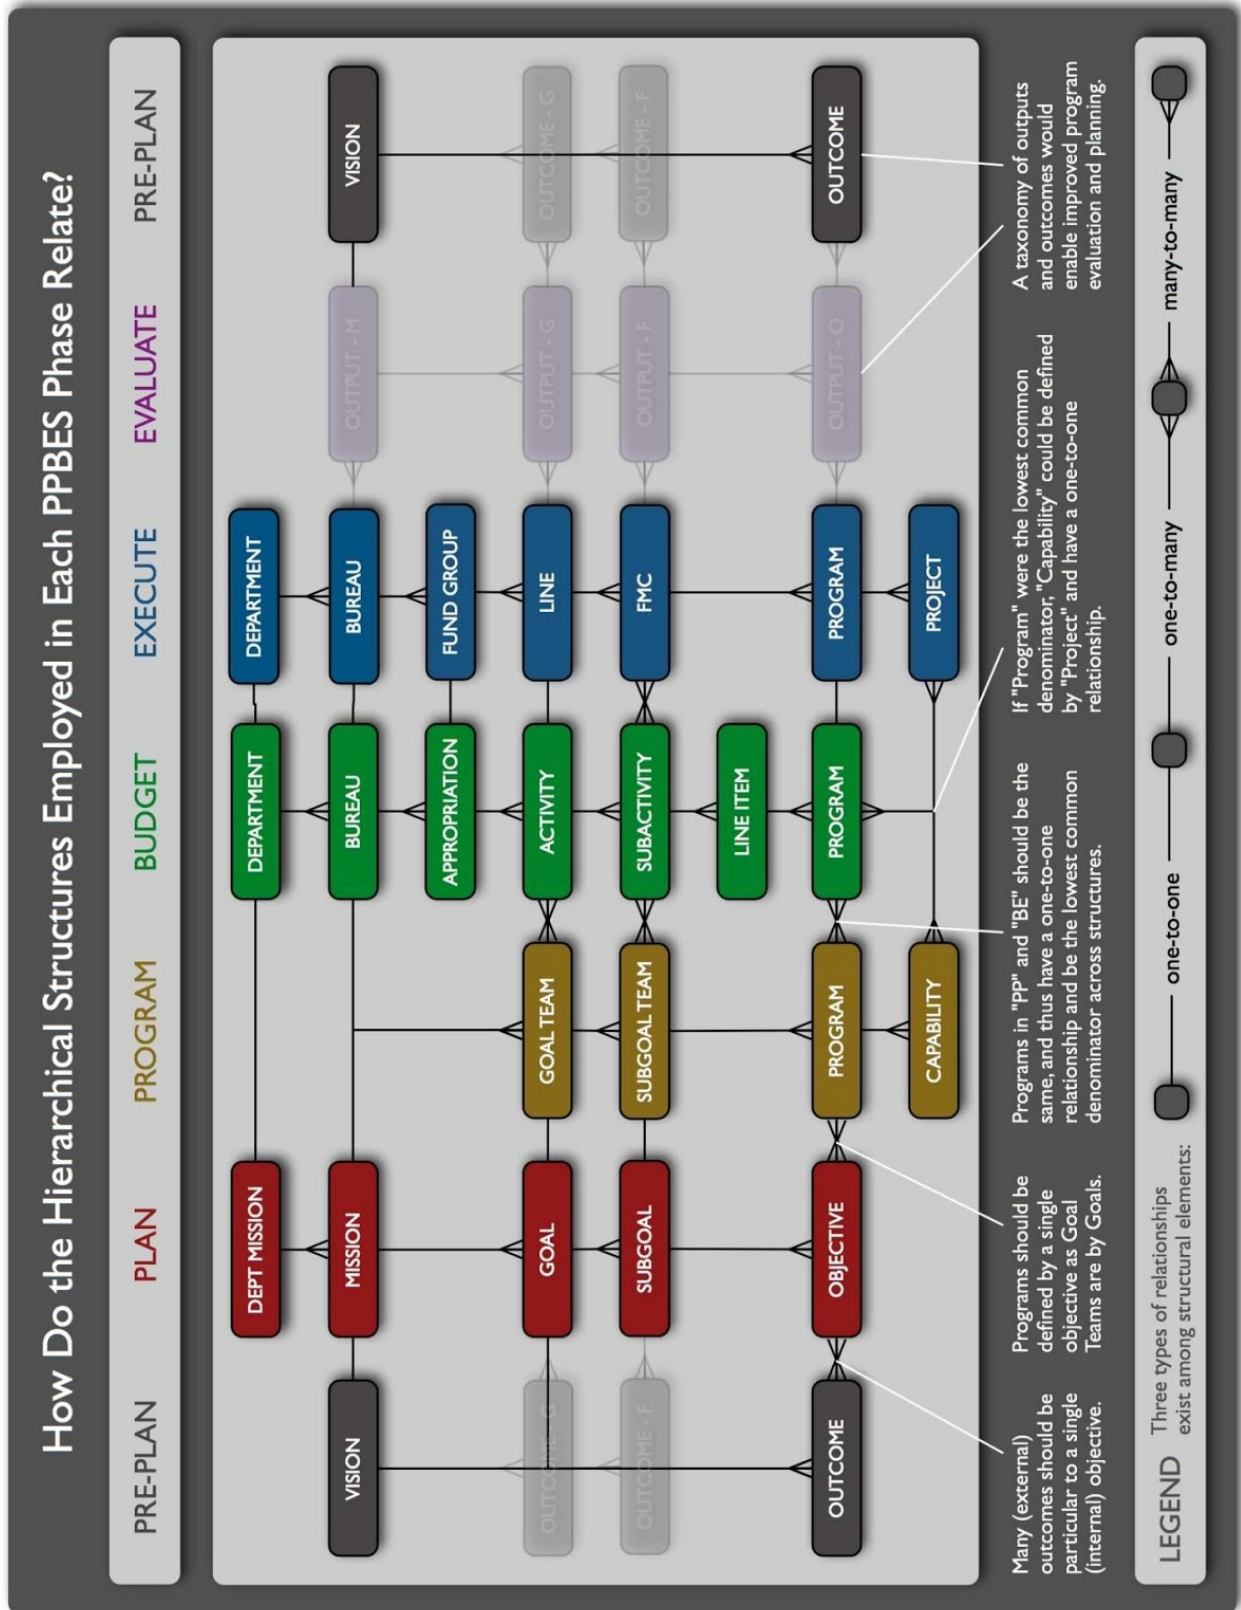 How Do the Hierarchical Structures Employed in Each PPBES Phase Relate?
PRE-PLAN
PLAN
PROGRAM
BUDGET
EXECUTE
EVALUATE
PRE-PLAN
DEPT MISSION
DEPARTMENT
DEPARTMENT
VISION
MISSION
BUREAU
BUREAU
OUTPUT - M
VISION
APPROPRIATION
FUND GROUP
OUTCOME - G
GOAL
GOAL TEAM
ACTIVITY
LINE
OUTPUT - G
OUTCOME - G
OUTCOME - F
SUBGOAL
SUBGOAL TEAM
SUBACTIVITY
FMC
OUTPUT - F
OUTCOME - F
LINE ITEM
OUTCOME
OBJECTIVE
PROGRAM
PROGRAM
PROGRAM
OUTPUT - O
OUTCOME
CAPABILITY
PROJECT
Many (external)
outcomes should be
particular to a single
(internal) objective.
Programs should be
defined by a single
objective as Goal
Teams are by Goals.
Programs in "PP" and "BE" should be the
same, and thus have a one-to-one
relationship and be the lowest common
denominator across structures.
If "Program" were the lowest common
denominator, "Capability" could be defined
by "Project" and have a one-to-one
relationship.
A taxonomy of outputs
and outcomes would
enable improved program
evaluation and planning.
LEGEND
Three types of relationships
exist among structural elements:
one-to-one
one-to-many
many-to-many